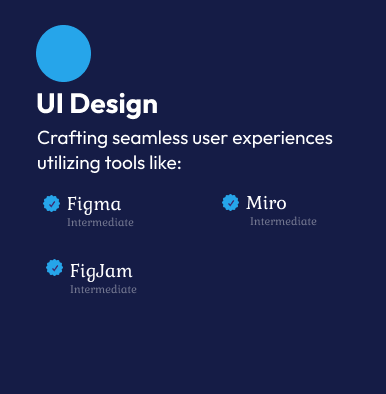 UI Design
Crafting seamless user experiences
utilizing tools like:
Figma
Intermediate
Miro
Intermediate
FigJam
Intermediate